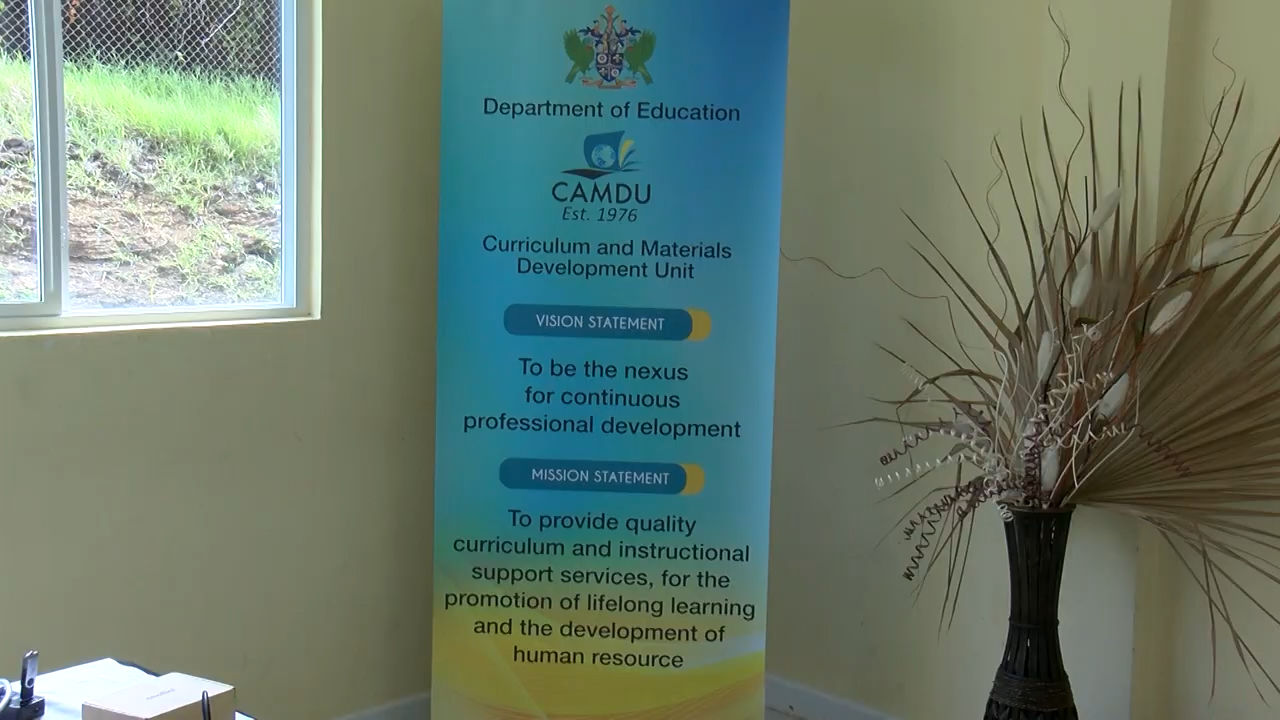 Department of Education
CAMDU
Est. 1976
Curriculum and Materials
Development Unit
VISION STATEMENT
To be the nexus
for continuous
professional development
MISSION STATEMENT
To provide quality
curriculum and instructional
support services, for the
promotion of lifelong learning
and the development of
human resource